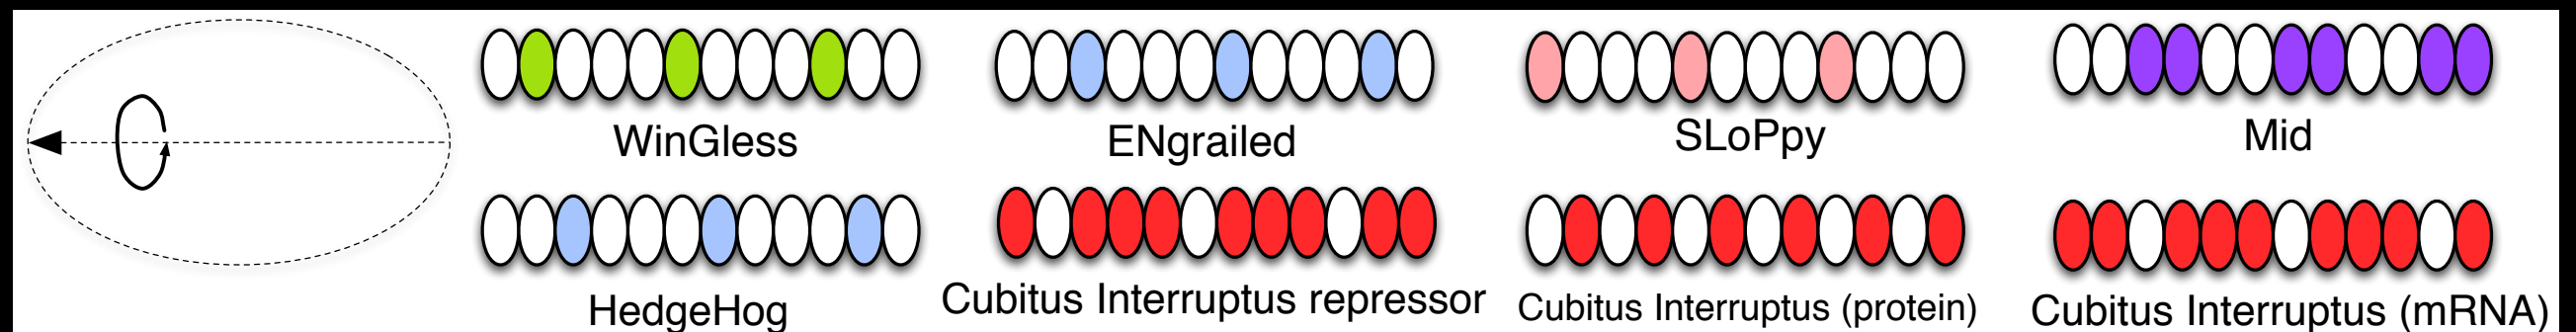 WinGless
ENgrailed
SLoPpy
Mid
HedgeHog
Cubitus Interruptus repressor
Cubitus Interruptus (protein)
Cubitus Interruptus (mRNA)